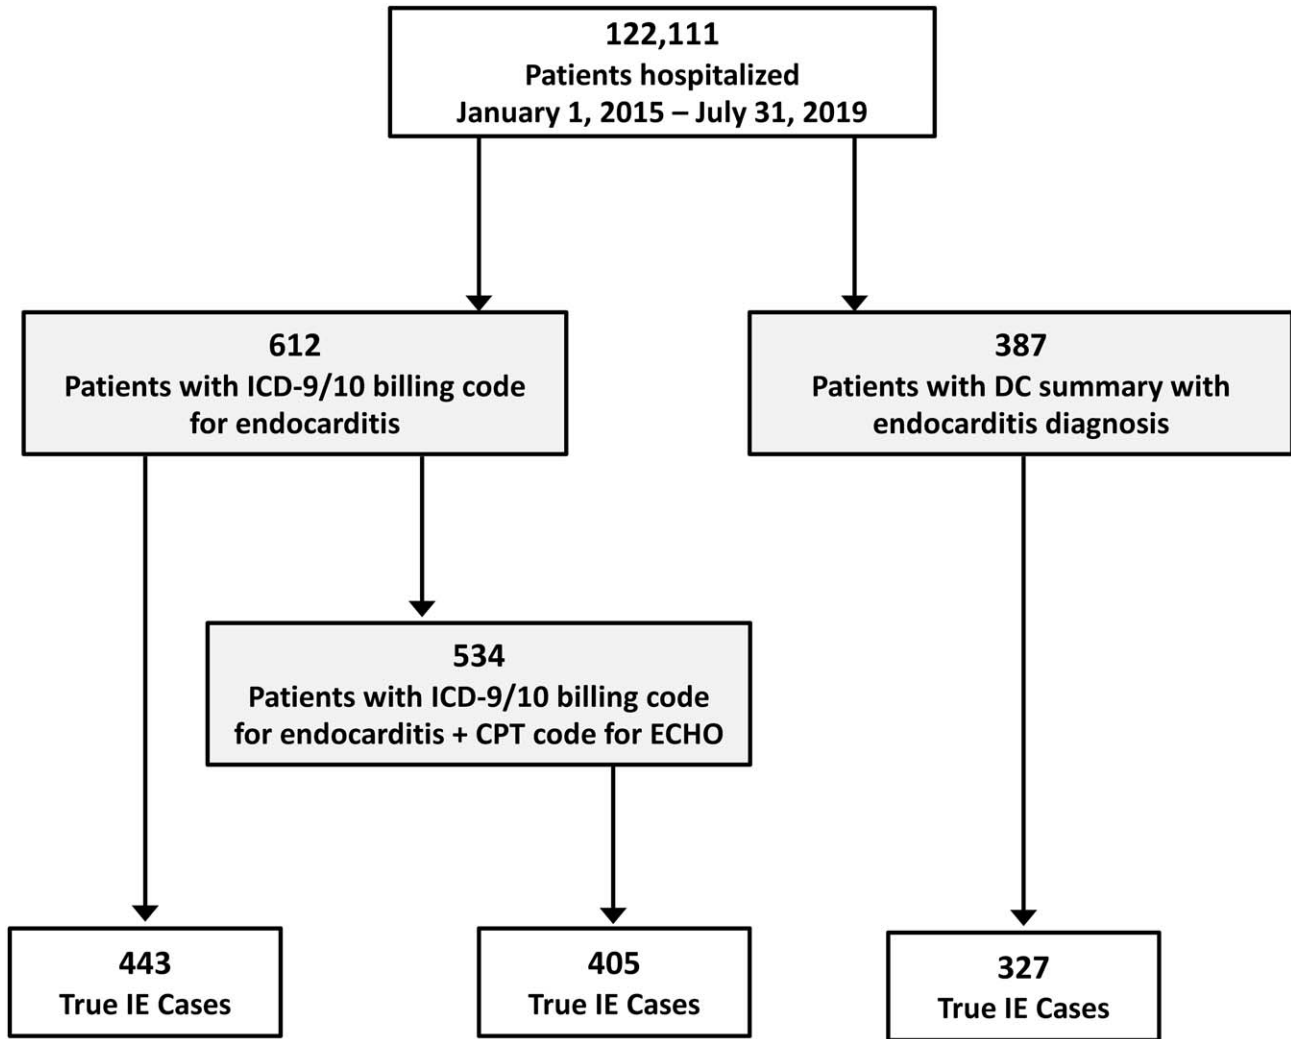 122,111
Patients hospitalized
January 1, 2015 – July 31, 2019
612
Patients with ICD-9/10 billing code
for endocarditis
387
Patients with DC summary with
endocarditis diagnosis
534
Patients with ICD-9/10 billing code
for endocarditis + CPT code for ECHO
443
True IE Cases
405
True IE Cases
327
True IE Cases